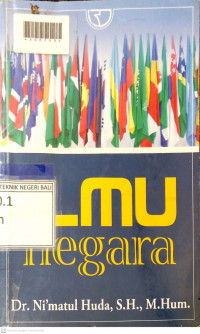 TEKNIK NEGERI BALI
0.1
LMU
negara
Dr. Ni'matul Huda, S.H., M.Hum.